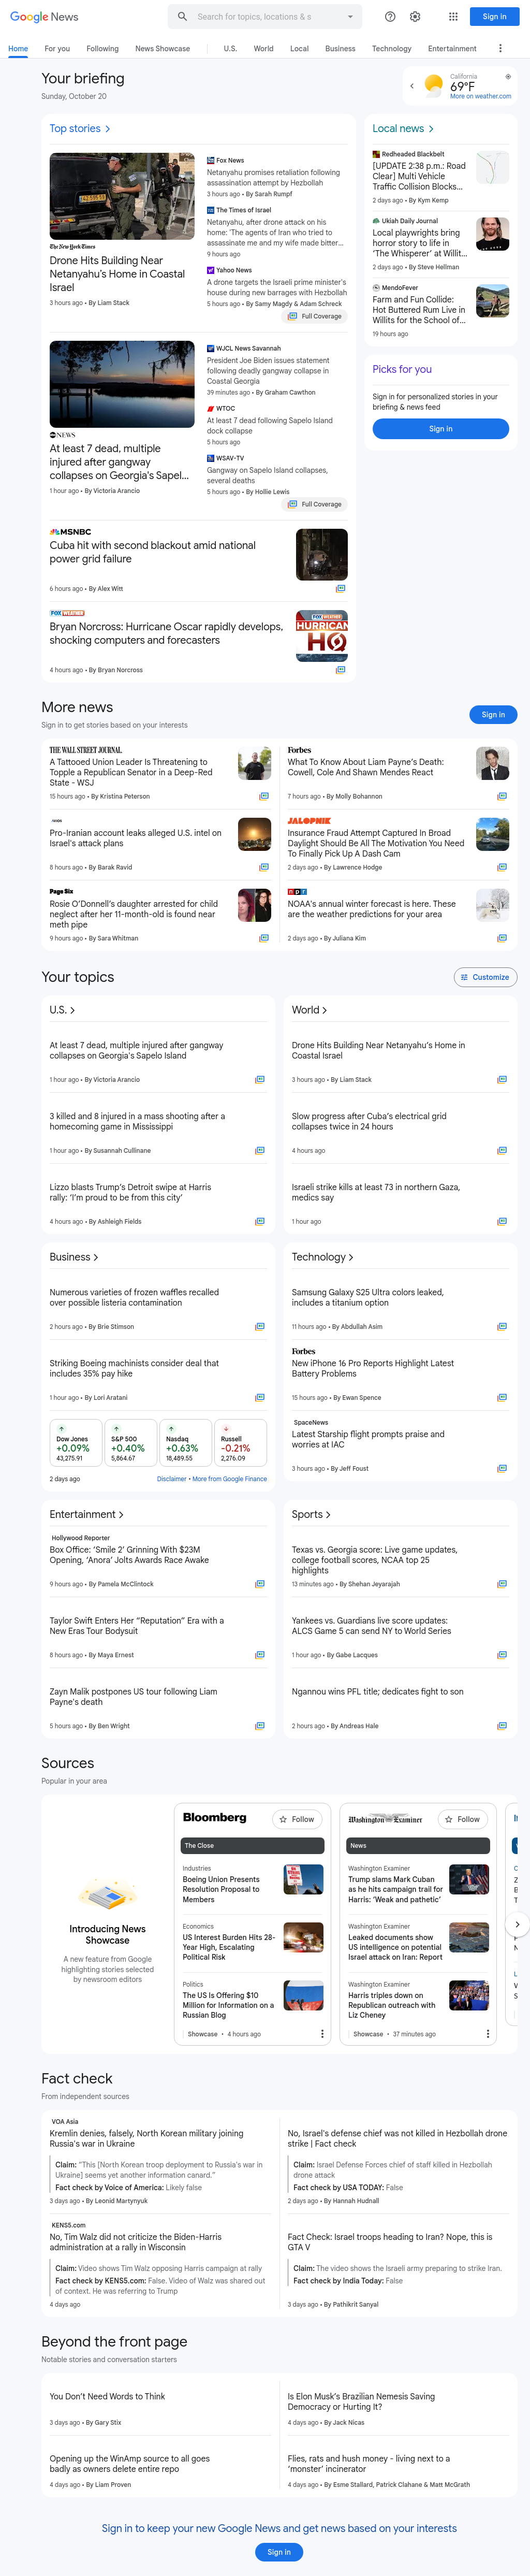 Google News
Search for topics, locations & s
Sign in
Home For you Following News Showcase U.S. World Local Business Technology Entertainment
Your briefing
Sunday, October 20
California
69°F
More on weather.com
Top stories
The New York Times
Drone Hits Building Near
Netanyahu's Home in Coastal
Israel
3 hours ago • By Liam Stack
Fox News
Netanyahu promises retaliation following
assassination attempt by Hezbollah
3 hours ago • By Sarah Rumpf
The Times of Israel
Netanyahu, after drone attack on his
home: 'The agents of Iran who tried to
assassinate me and my wife made bitter...
9 hours ago
Yahoo News
A drone targets the Israeli prime minister's
house during new barrages with Hezbollah
5 hours ago • By Samy Magdy & Adam Schreck
Full Coverage
NEWS
At least 7 dead, multiple
injured after gangway
collapses on Georgia's Sapel...
1 hour ago • By Victoria Arancio
WJCL News Savannah
President Joe Biden issues statement
following deadly gangway collapse in
Coastal Georgia
39 minutes ago • By Graham Cawthon
WTOC
At least 7 dead following Sapelo Island
dock collapse
5 hours ago
WSAV-TV
Gangway on Sapelo Island collapses,
several deaths
5 hours ago • By Hollie Lewis
Full Coverage
MSNBC
Cuba hit with second blackout amid national
power grid failure
6 hours ago • By Alex Witt
FOX WEATHER
Bryan Norcross: Hurricane Oscar rapidly develops,
shocking computers and forecasters
4 hours ago • By Bryan Norcross
HURRICANE
HQ
Local news
Redheaded Blackbelt
[UPDATE 2:38 p.m.: Road
Clear] Multi Vehicle
Traffic Collision Blocks...
2 days ago • By Kym Kemp
Ukiah Daily Journal
Local playwrights bring
horror story to life in
'The Whisperer' at Willit...
2 days ago • By Steve Hellman
MendoFever
Farm and Fun Collide:
Hot Buttered Rum Live in
Willits for the School of...
19 hours ago
Picks for you
Sign in for personalized stories in your
briefing & news feed
Sign in
More news
Sign in to get stories based on your interests
Sign in
THE WALL STREET JOURNAL
A Tattooed Union Leader Is Threatening to
Topple a Republican Senator in a Deep-Red
State - WSJ
15 hours ago • By Kristina Peterson
Pro-Iranian account leaks alleged U.S. intel on
Israel's attack plans
8 hours ago • By Barak Ravid
Page Six
Rosie O'Donnell's daughter arrested for child
neglect after her 11-month-old is found near
meth pipe
9 hours ago • By Sara Whitman
Forbes
What To Know About Liam Payne's Death:
Cowell, Cole And Shawn Mendes React
7 hours ago • By Molly Bohannon
JALOPNIK
Insurance Fraud Attempt Captured In Broad
Daylight Should Be All The Motivation You Need
To Finally Pick Up A Dash Cam
2 days ago • By Lawrence Hodge
npr
NOAA's annual winter forecast is here. These
are the weather predictions for your area
2 days ago • By Juliana Kim
Your topics
Customize
U.S.
At least 7 dead, multiple injured after gangway
collapses on Georgia's Sapelo Island
1 hour ago • By Victoria Arancio
3 killed and 8 injured in a mass shooting after a
homecoming game in Mississippi
1 hour ago • By Susannah Cullinane
Lizzo blasts Trump's Detroit swipe at Harris
rally: 'I'm proud to be from this city'
4 hours ago • By Ashleigh Fields
World
Drone Hits Building Near Netanyahu's Home in
Coastal Israel
3 hours ago • By Liam Stack
Slow progress after Cuba's electrical grid
collapses twice in 24 hours
4 hours ago
Israeli strike kills at least 73 in northern Gaza,
medics say
1 hour ago
Business
Numerous varieties of frozen waffles recalled
over possible listeria contamination
2 hours ago • By Brie Stimson
Striking Boeing machinists consider deal that
includes 35% pay hike
1 hour ago • By Lori Aratani
Dow Jones
+0.09%
43,275.91
S&P 500
+0.40%
5,864.67
Nasdaq
+0.63%
18,489.55
Russell
-0.21%
2,276.09
2 days ago
Disclaimer • More from Google Finance
Technology
Samsung Galaxy S25 Ultra colors leaked,
includes a titanium option
11 hours ago • By Abdullah Asim
Forbes
New iPhone 16 Pro Reports Highlight Latest
Battery Problems
15 hours ago • By Ewan Spence
SpaceNews
Latest Starship flight prompts praise and
worries at IAC
3 hours ago • By Jeff Foust
Entertainment
Hollywood Reporter
Box Office: 'Smile 2' Grinning With $23M
Opening, 'Anora' Jolts Awards Race Awake
9 hours ago • By Pamela McClintock
Taylor Swift Enters Her "Reputation" Era with a
New Eras Tour Bodysuit
8 hours ago • By Maya Ernest
Zayn Malik postpones US tour following Liam
Payne's death
5 hours ago • By Ben Wright
Sports
Texas vs. Georgia score: Live game updates,
college football scores, NCAA top 25
highlights
13 minutes ago • By Shehan Jeyarajah
Yankees vs. Guardians live score updates:
ALCS Game 5 can send NY to World Series
1 hour ago • By Gabe Lacques
Ngannou wins PFL title; dedicates fight to son
2 hours ago • By Andreas Hale
Sources
Popular in your area
Introducing News
Showcase
A new feature from Google
highlighting stories selected
by newsroom editors
Bloomberg
Follow
The Close
Industries
Boeing Union Presents
Resolution Proposal to
Members
Economics
US Interest Burden Hits 28-
Year High, Escalating
Political Risk
Politics
The US Is Offering $10
Million for Information on a
Russian Blog
Showcase • 4 hours ago
Washington Examiner
Follow
News
Washington Examiner
Trump slams Mark Cuban
as he hits campaign trail for
Harris: 'Weak and pathetic'
Washington Examiner
Leaked documents show
US intelligence on potential
Israel attack on Iran: Report
Washington Examiner
Harris triples down on
Republican outreach with
Liz Cheney
Showcase • 37 minutes ago
Fact check
From independent sources
VOA Asia
Kremlin denies, falsely, North Korean military joining
Russia's war in Ukraine
Claim: "This [North Korean troop deployment to Russia's war in
Ukraine] seems yet another information canard."
Fact check by Voice of America: Likely false
3 days ago • By Leonid Martynyuk
KENS5.com
No, Tim Walz did not criticize the Biden-Harris
administration at a rally in Wisconsin
Claim: Video shows Tim Walz opposing Harris campaign at rally
Fact check by KENS5.com: False. Video of Walz was shared out
of context. He was referring to Trump
4 days ago
No, Israel's defense chief was not killed in Hezbollah drone
strike | Fact check
Claim: Israel Defense Forces chief of staff killed in Hezbollah
drone attack
Fact check by USA TODAY: False
2 days ago • By Hannah Hudnall
Fact Check: Israel troops heading to Iran? Nope, this is
GTA V
Claim: The video shows the Israeli army preparing to strike Iran.
Fact check by India Today: False
3 days ago • By Pathikrit Sanyal
Beyond the front page
Notable stories and conversation starters
You Don't Need Words to Think
3 days ago • By Gary Stix
Opening up the WinAmp source to all goes
badly as owners delete entire repo
4 days ago • By Liam Proven
Is Elon Musk's Brazilian Nemesis Saving
Democracy or Hurting It?
4 days ago • By Jack Nicas
Flies, rats and hush money - living next to a
'monster' incinerator
4 days ago • By Esme Stallard, Patrick Clahane & Matt McGrath
Sign in to keep your new Google News and get news based on your interests
Sign in